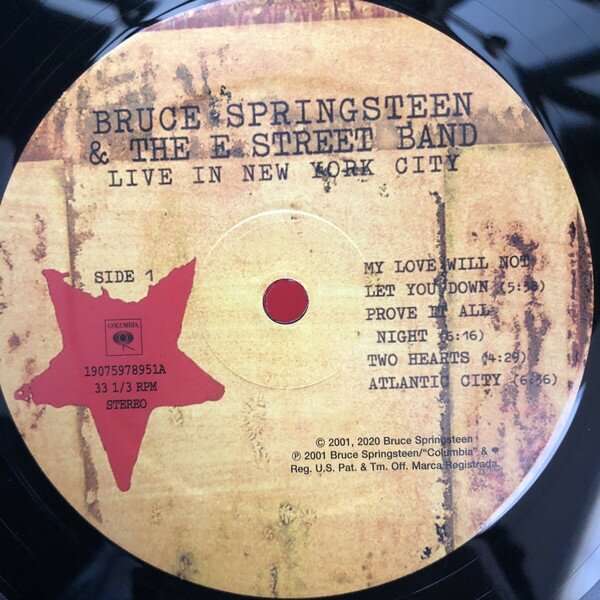 BRUCE SPRINGSTEEN
& THE E STREET BAND
LIVE IN NEW YORK CITY
SIDE 1
COLUMBIA
19075978951A
33 1/3 RPM
STEREO
MY LOVE WILL NOT
LET YOU DOWN
PROVE IT ALL
NIGHT (6:16)
TWO HEARTS (4:29)
ATLANTIC CITY (6:36)
© 2001, 2020 Bruce Springsteen
℗ 2001 Bruce Springsteen/"Columbia" &
Reg. U.S. Pat. & Tm. Off. Marca Registrada.